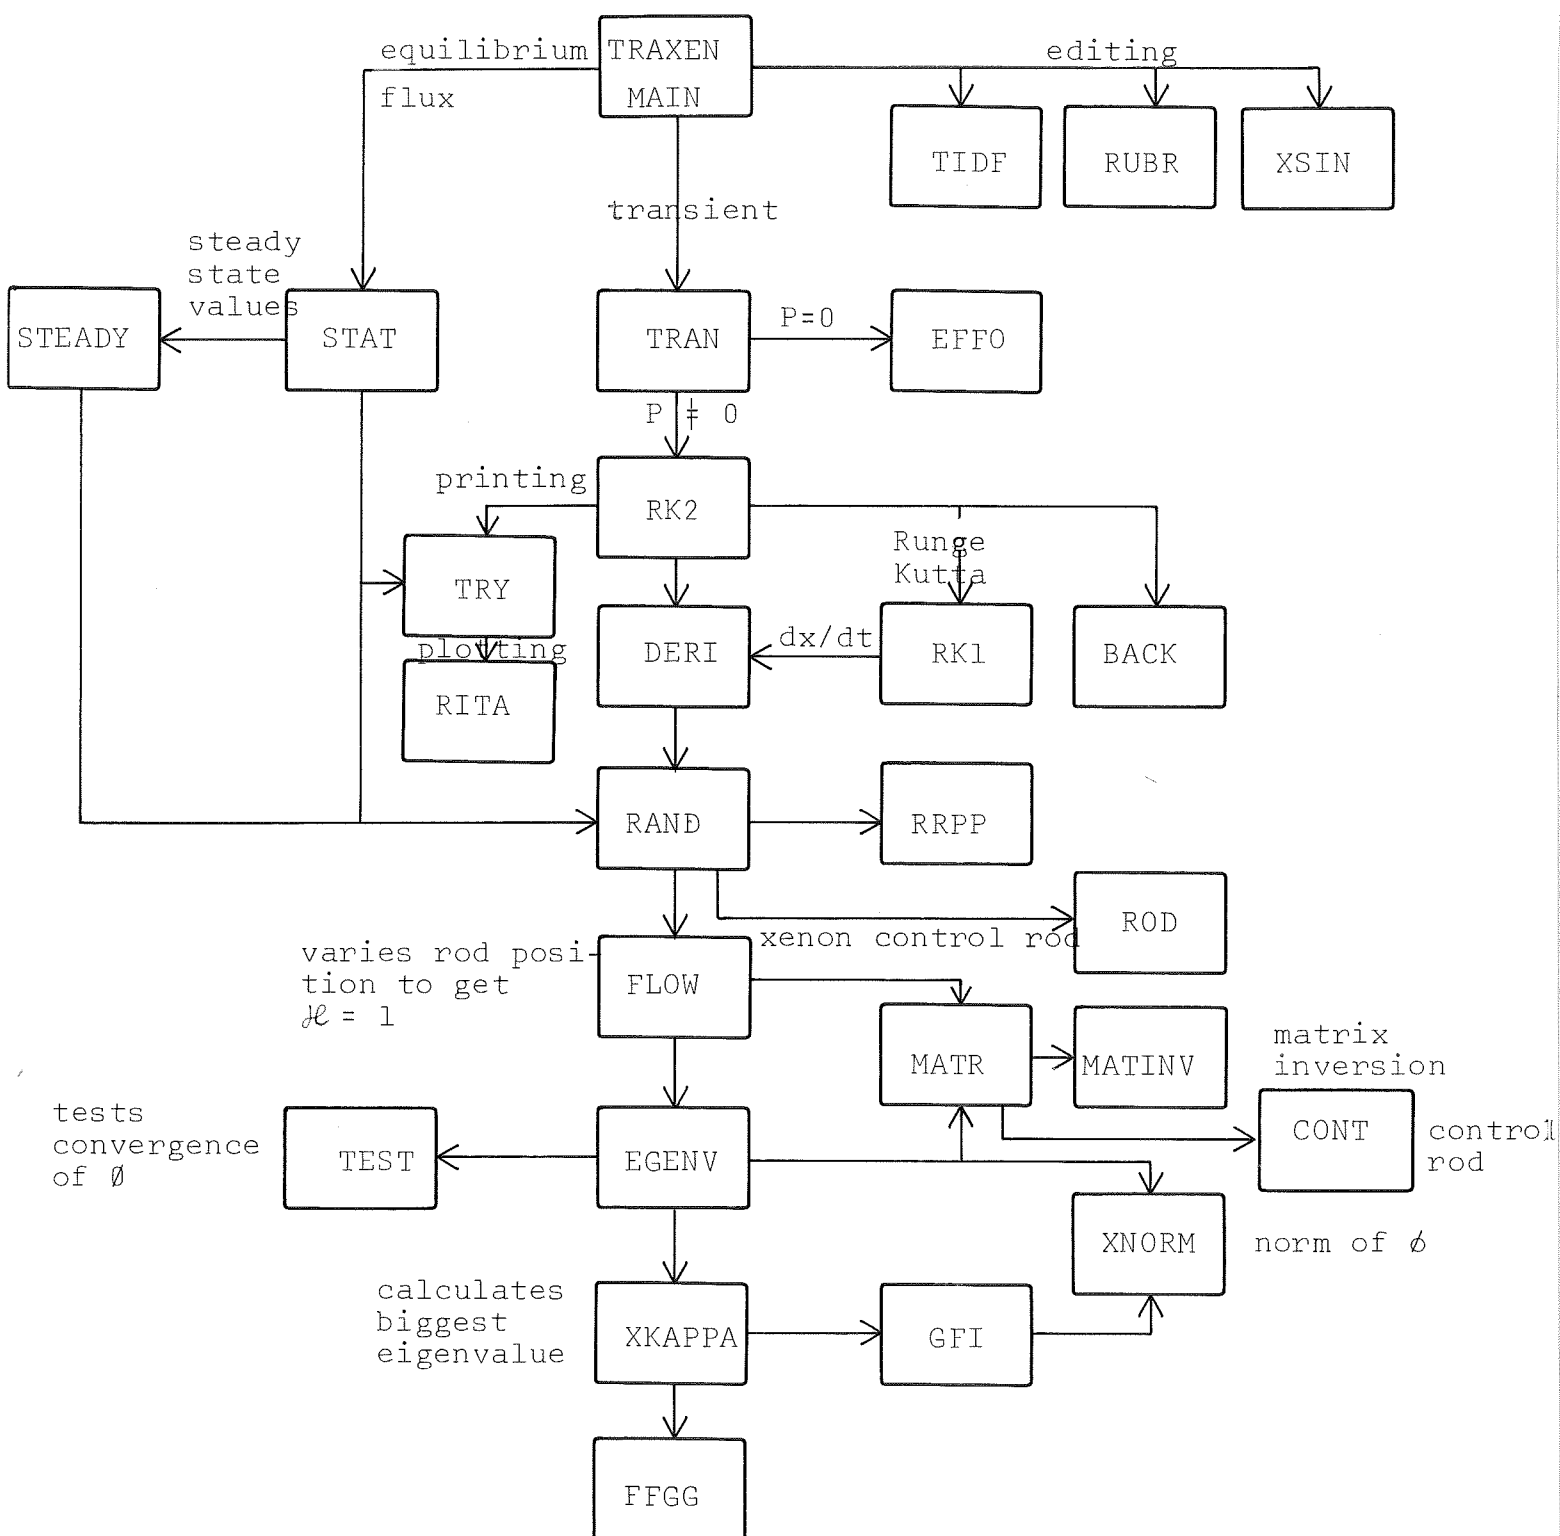 equilibrium
flux
TRAXEN
MAIN
editing
TIDF
RUBR
XSIN
transient
steady
state
values
STEADY
STAT
TRAN
P=0
EFFO
P ‡ 0
printing
RK2
Runge
Kutta
TRY
plotting
RITA
DERI
dx/dt
RK1
BACK
RAND
RRPP
xenon control rod
ROD
varies rod posi-
tion to get
ℋ = 1
FLOW
MATR
MATINV
matrix
inversion
CONT
control
rod
tests
convergence
of Ø
TEST
EGENV
XNORM
norm of ϕ
calculates
biggest
eigenvalue
XKAPPA
GFI
FFGG